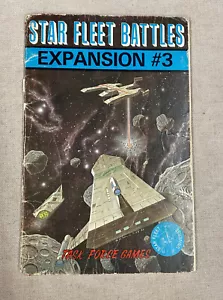 STAR FLEET BATTLES
EXPANSION #3
TASK FORCE GAMES